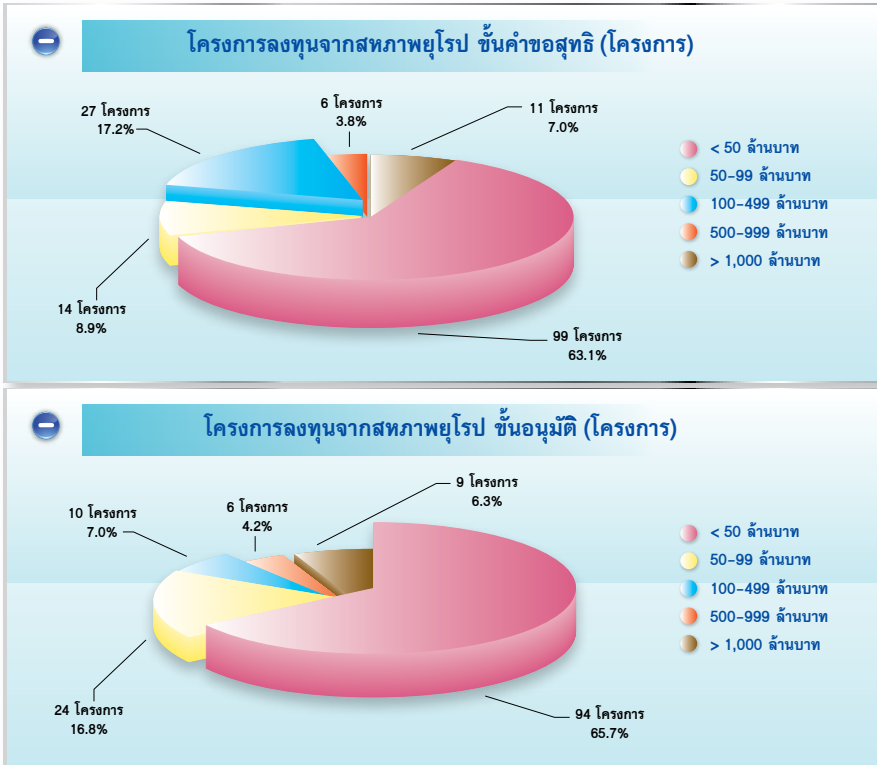 โครงการลงทุนจากสหภาพยุโรป ขั้นคำขอสุทธิ (โครงการ)
27 โครงการ
17.2%
6 โครงการ
3.8%
11 โครงการ
7.0%
< 50 ล้านบาท
50-99 ล้านบาท
100-499 ล้านบาท
500-999 ล้านบาท
> 1,000 ล้านบาท
14 โครงการ
8.9%
99 โครงการ
63.1%
โครงการลงทุนจากสหภาพยุโรป ขั้นอนุมัติ (โครงการ)
10 โครงการ
7.0%
6 โครงการ
4.2%
9 โครงการ
6.3%
< 50 ล้านบาท
50-99 ล้านบาท
100-499 ล้านบาท
500-999 ล้านบาท
> 1,000 ล้านบาท
24 โครงการ
16.8%
94 โครงการ
65.7%